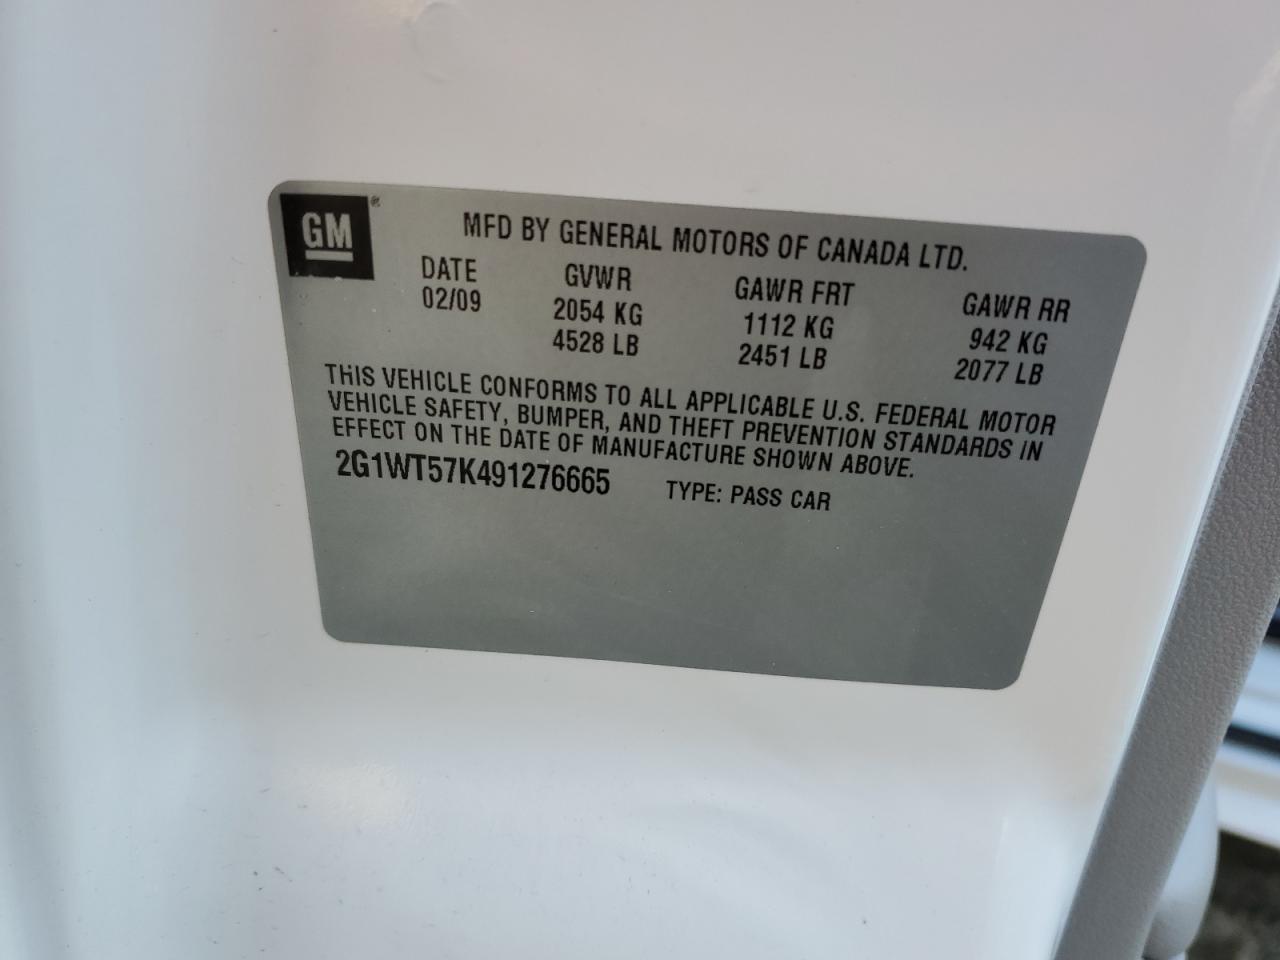 GM®
MFD BY GENERAL MOTORS OF CANADA LTD.
DATE GVWR GAWR FRT GAWR RR
02/09 2054 KG 1112 KG 942 KG
4528 LB 2451 LB 2077 LB
THIS VEHICLE CONFORMS TO ALL APPLICABLE U.S. FEDERAL MOTOR
VEHICLE SAFETY, BUMPER, AND THEFT PREVENTION STANDARDS IN
EFFECT ON THE DATE OF MANUFACTURE SHOWN ABOVE.
2G1WT57K491276665 TYPE: PASS CAR